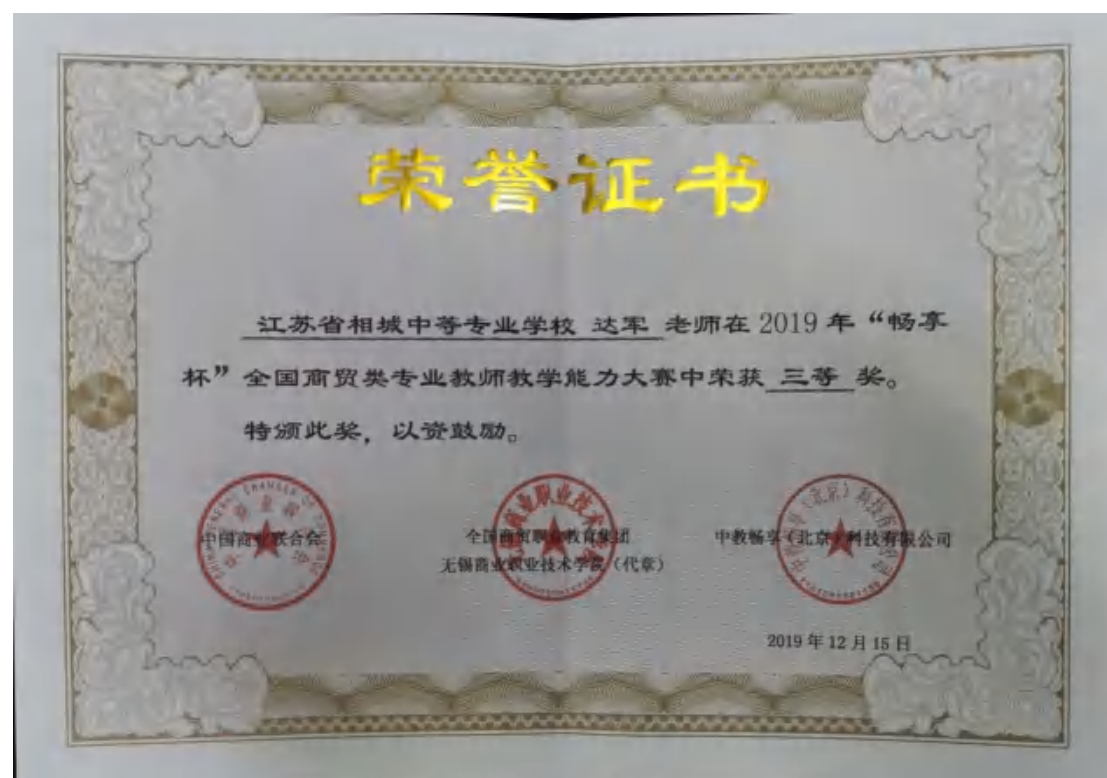 荣誉证书
江苏省相城中等专业学校 达军 老师在 2019 年“畅享
杯”全国商贸类专业教师教学能力大赛中荣获 三等 奖。
特颁此奖，以资鼓励。
中国商业联合会
全国商贸职业教育集团
无锡商业职业技术学院（代章）
中教畅享（北京）科技有限公司
2019 年 12 月 15 日